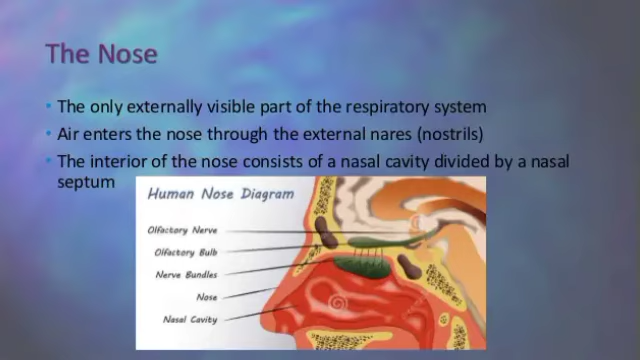 The Nose
• The only externally visible part of the respiratory system
• Air enters the nose through the external nares (nostrils)
• The interior of the nose consists of a nasal cavity divided by a nasal
septum
Human Nose Diagram
Olfactory Nerve
Olfactory Bulb
Nerve Bundles
Nose
Nasal Cavity